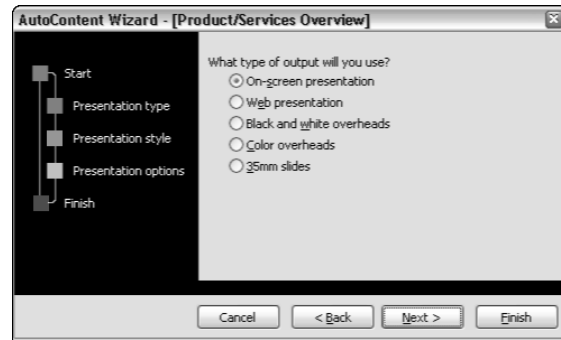 AutoContent Wizard - [Product/Services Overview]
Start
Presentation type
Presentation style
Presentation options
Finish
What type of output will you use?
On-screen presentation
Web presentation
Black and white overheads
Color overheads
35mm slides
Cancel
< Back
Next >
Finish